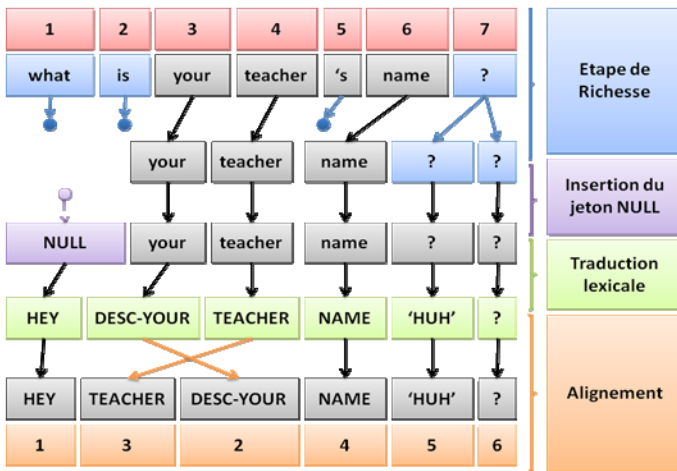 1 2 3 4 5 6 7
what is your teacher 's name ?
Etape de
Richesse
your teacher name ? ?
Insertion du
jeton NULL
NULL your teacher name ? ?
Traduction
lexicale
HEY DESC-YOUR TEACHER NAME ‘HUH’ ?
HEY TEACHER DESC-YOUR NAME ‘HUH’ ?
Alignement
1 3 2 4 5 6